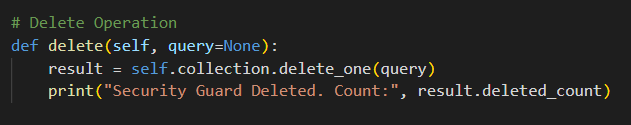 # Delete Operation
def delete(self, query=None):
    result = self.collection.delete_one(query)
    print("Security Guard Deleted. Count:", result.deleted_count)